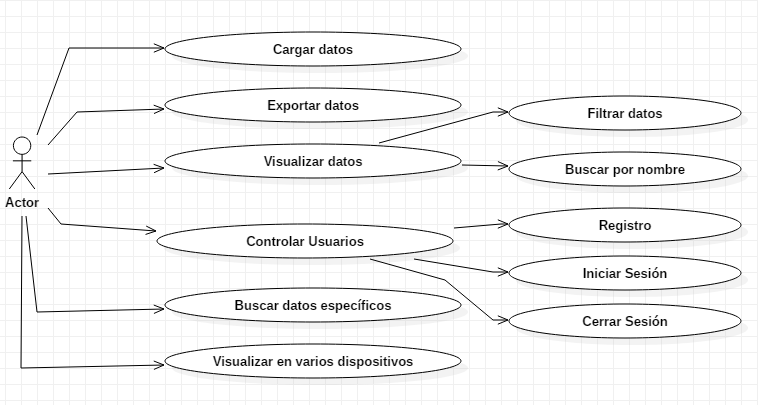 Cargar datos
Exportar datos
Filtrar datos
Visualizar datos
Buscar por nombre
Actor
Registro
Controlar Usuarios
Iniciar Sesión
Buscar datos específicos
Cerrar Sesión
Visualizar en varios dispositivos